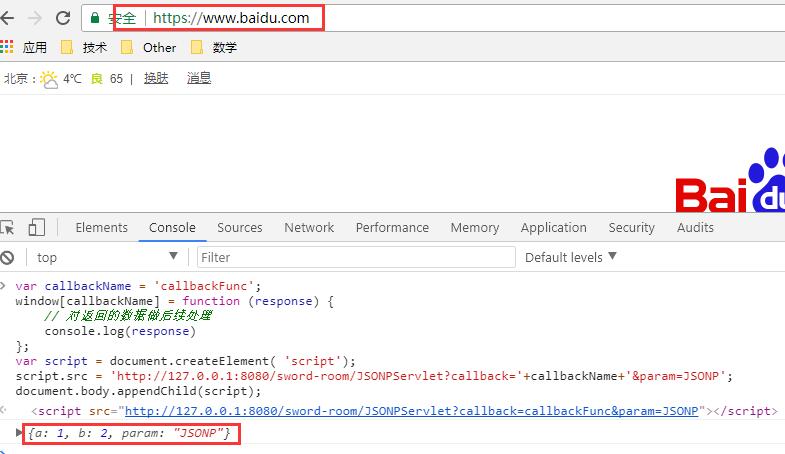 安全 https://www.baidu.com
应用 技术 Other 数学
北京： 4℃ 良 65 | 换肤 消息
Bai du
Elements Console Sources Network Performance Memory Application Security Audits
top ▼ Filter Default levels ▼
var callbackName = 'callbackFunc';
window[callbackName] = function (response) {
// 对返回的数据做后续处理
console.log(response)
};
var script = document.createElement( 'script');
script.src = 'http://127.0.0.1:8080/sword-room/JSONPServlet?callback='+callbackName+'&param=JSONP';
document.body.appendChild(script);
<script src="http://127.0.0.1:8080/sword-room/JSONPServlet?callback=callbackFunc&param=JSONP"></script>
{a: 1, b: 2, param: "JSONP"}